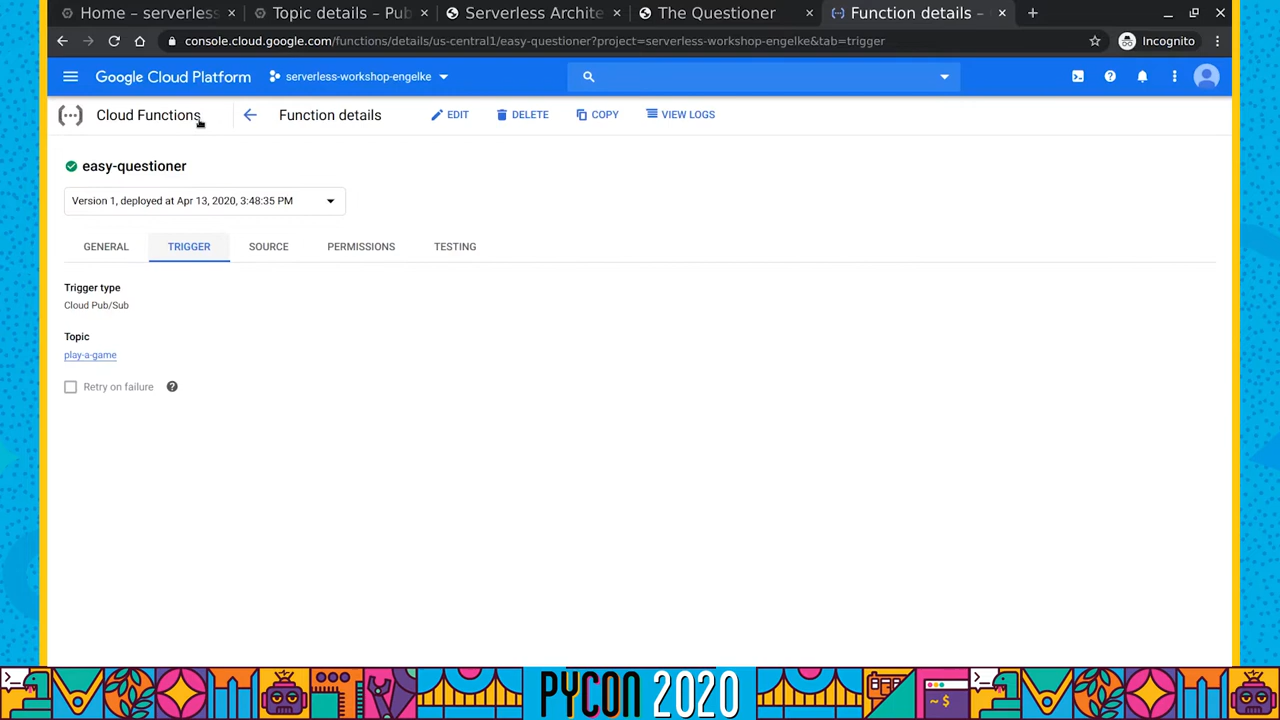 Home – serverless
Topic details – Pub
Serverless Archite
The Questioner
Function details –
console.cloud.google.com/functions/details/us-central1/easy-questioner?project=serverless-workshop-engelke&tab=trigger
Incognito
Google Cloud Platform
serverless-workshop-engelke
Cloud Functions
Function details
EDIT
DELETE
COPY
VIEW LOGS
easy-questioner
Version 1, deployed at Apr 13, 2020, 3:48:35 PM
GENERAL
TRIGGER
SOURCE
PERMISSIONS
TESTING
Trigger type
Cloud Pub/Sub
Topic
play-a-game
Retry on failure
PYCON 2020
>_
~ $
>_